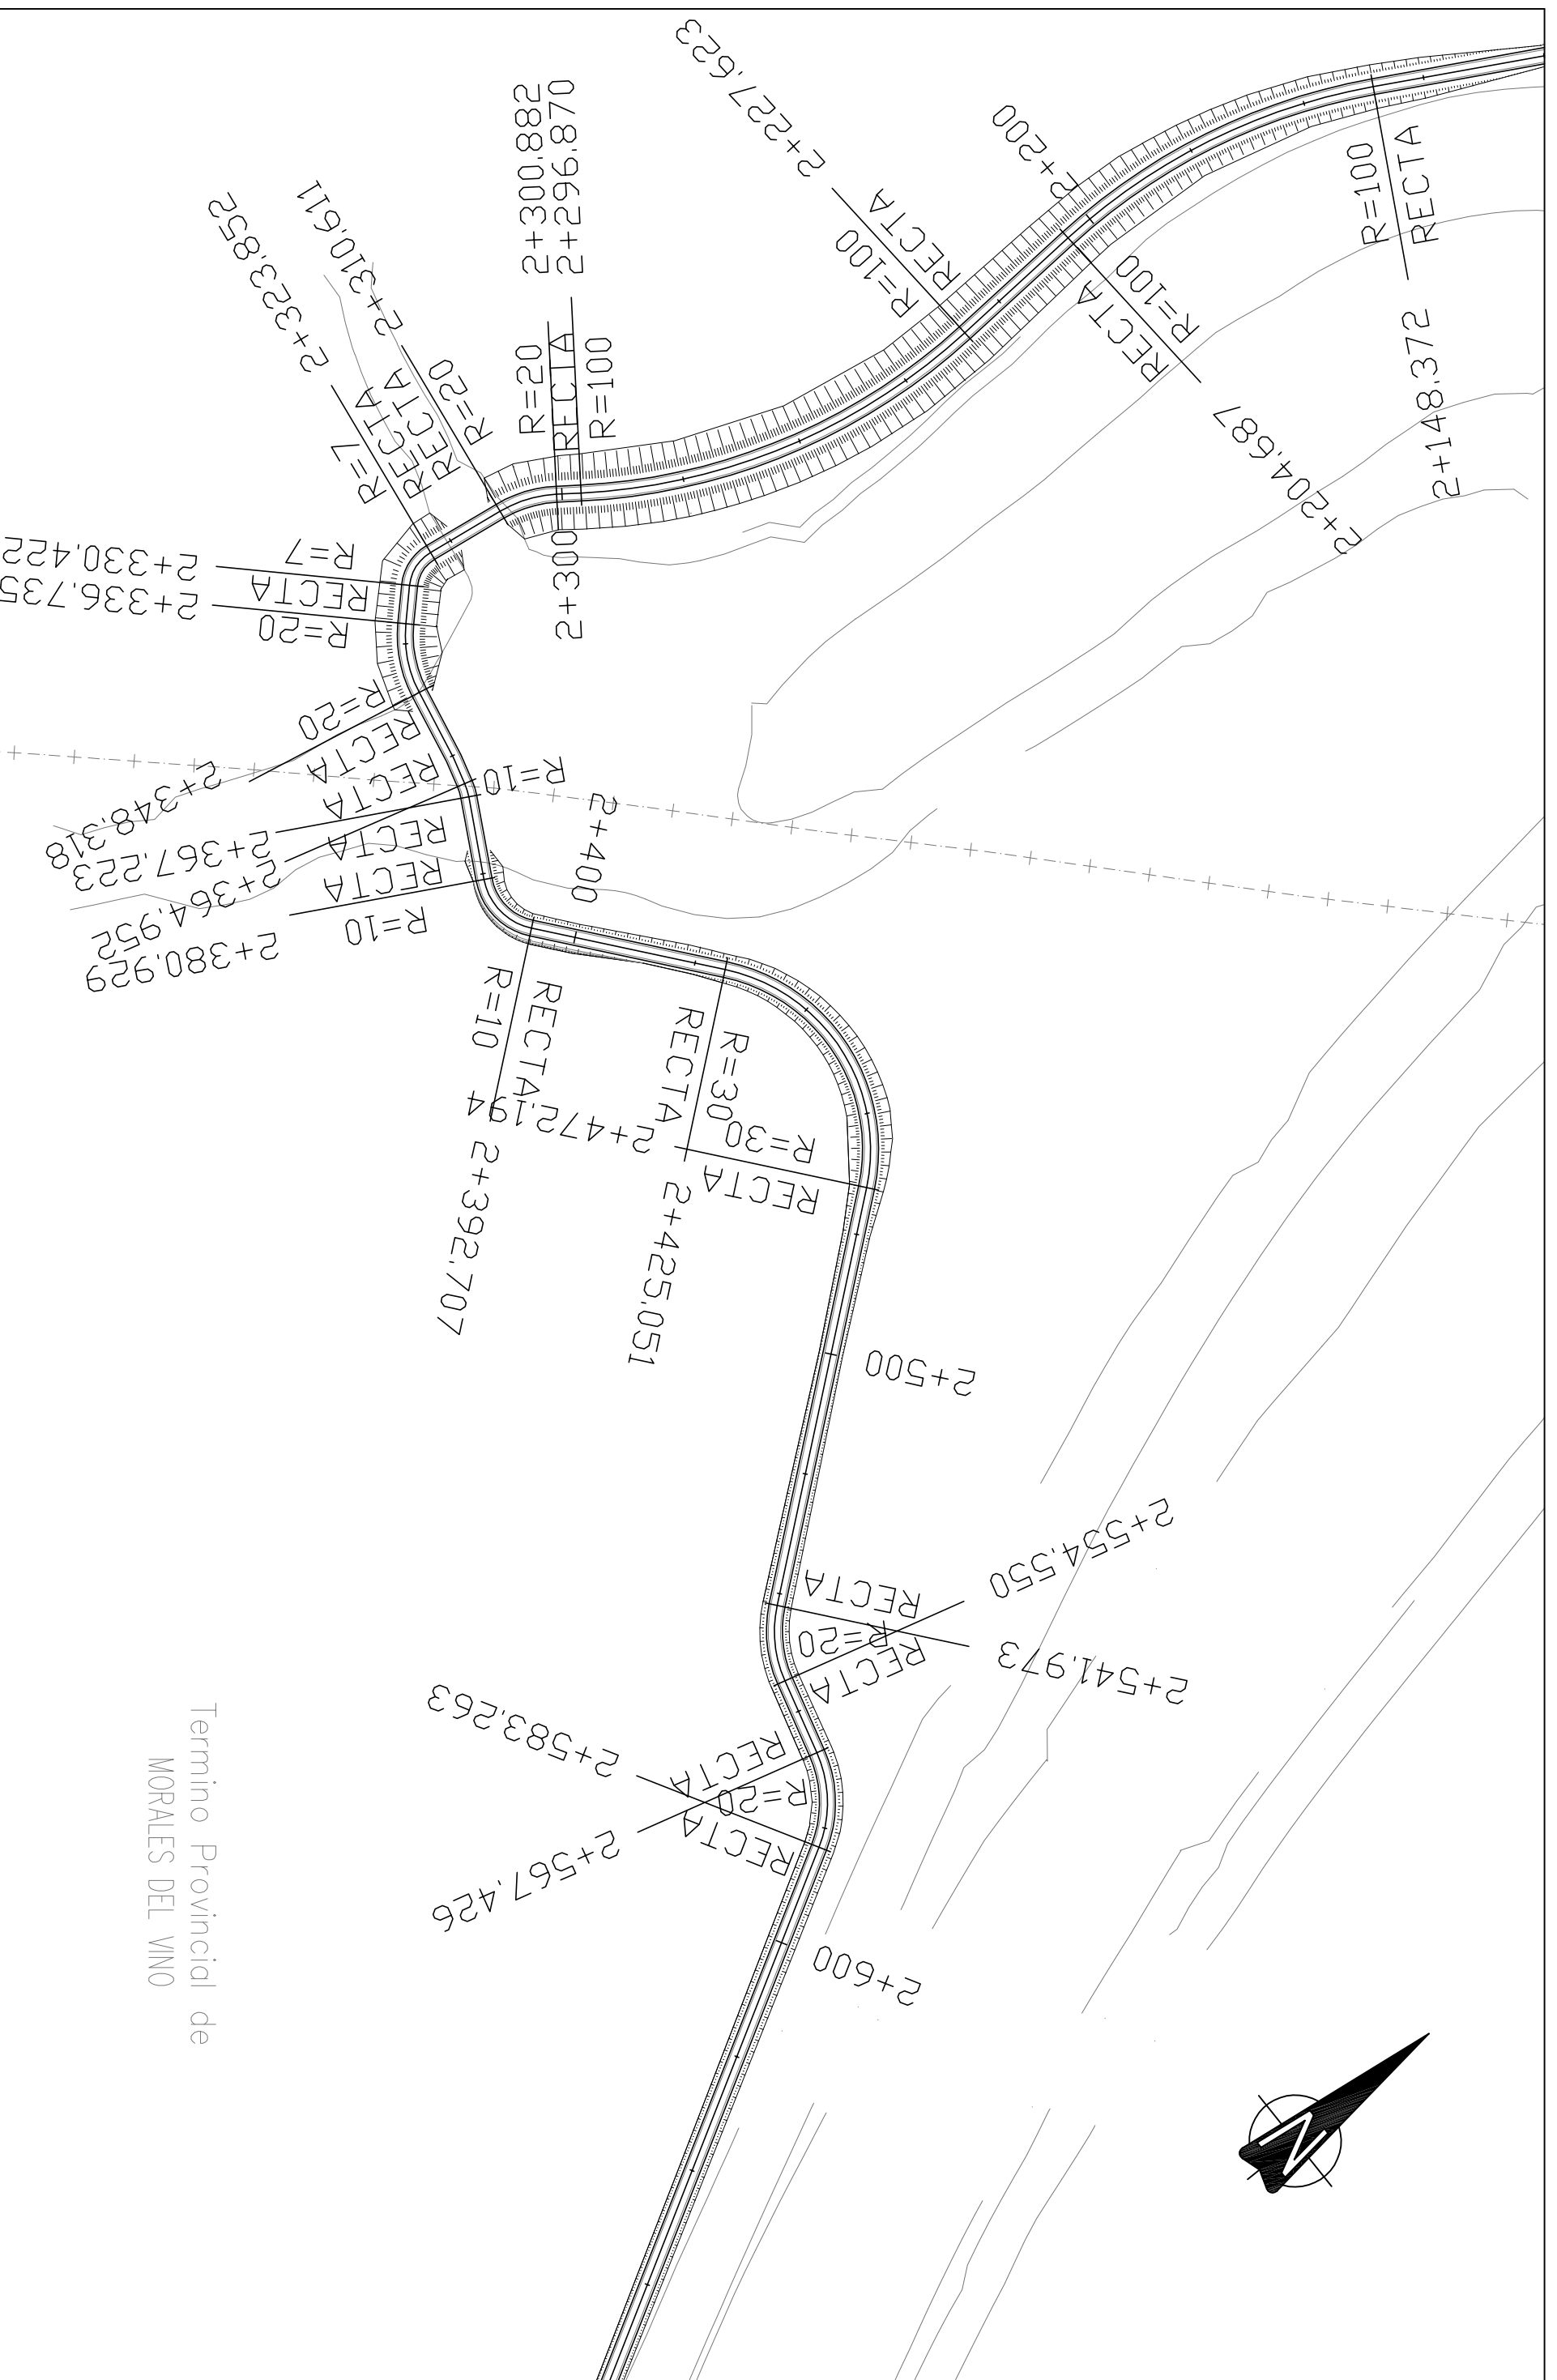 2+148.372
R=100
RECTA
2+200
2+204.687
R=100
RECTA
2+227.623
R=100
RECTA
2+296.870
R=100
RECTA
2+300.882
R=20
2+300
2+310.611
R=20
RECTA
2+323.852
RECTA
R=7
2+330.422
R=7
RECTA
2+336.735
R=20
2+348.318
R=20
RECTA
2+364.952
RECTA
R=10
2+367.223
RECTA
2+380.929
RECTA
R=10
2+392.707
R=10
RECTA
2+400
2+425.051
RECTA
R=30
2+472.194
R=30
RECTA
2+500
2+541.973
RECTA
R=20
2+554.550
RECTA
2+567.426
RECTA
R=20
2+583.263
RECTA
2+600
Termino Provincial de
MORALES DEL VINO
N